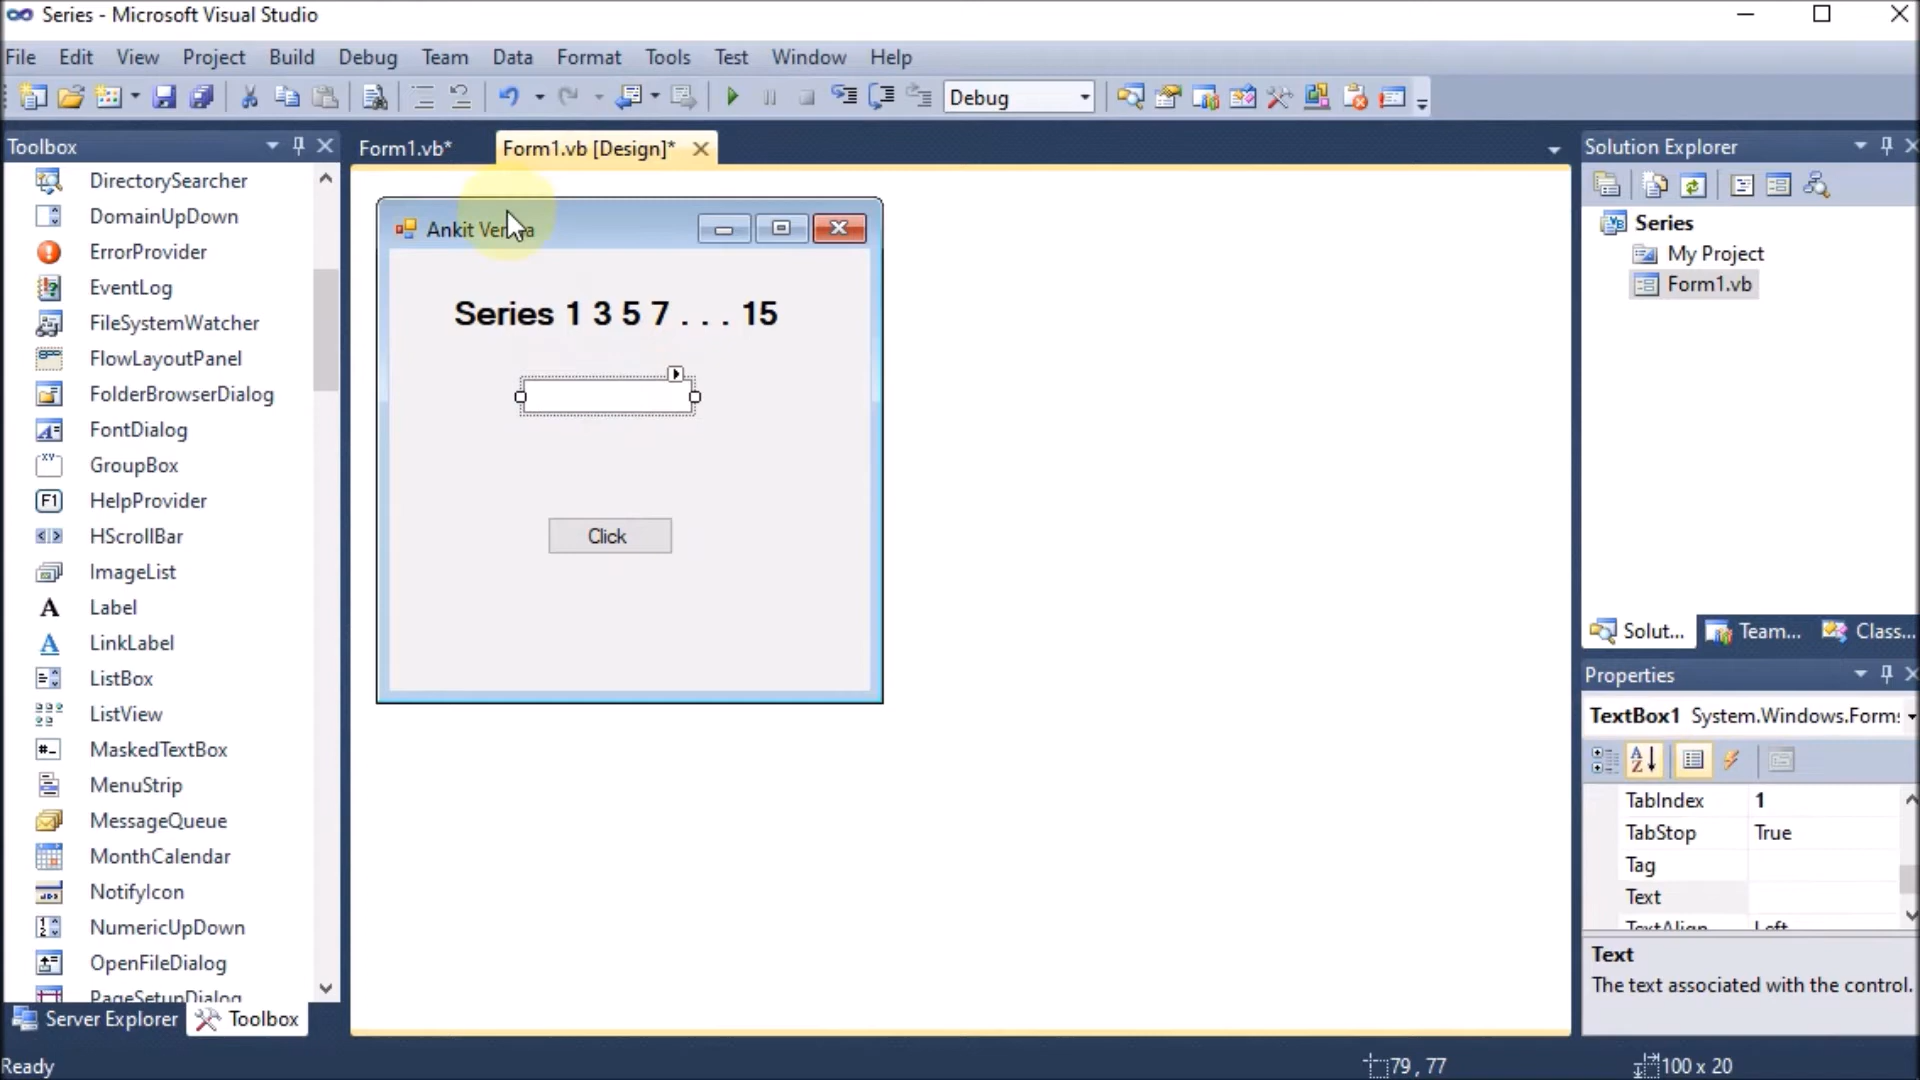 Series - Microsoft Visual Studio
File Edit View Project Build Debug Team Data Format Tools Test Window Help
Debug
Toolbox
DirectorySearcher
DomainUpDown
ErrorProvider
EventLog
FileSystemWatcher
FlowLayoutPanel
FolderBrowserDialog
FontDialog
GroupBox
HelpProvider
HScrollBar
ImageList
Label
LinkLabel
ListBox
ListView
MaskedTextBox
MenuStrip
MessageQueue
MonthCalendar
NotifyIcon
NumericUpDown
OpenFileDialog
PageSetupDialog
Server Explorer Toolbox
Form1.vb* Form1.vb [Design]*
Ankit
Series 1 3 5 7 . . . 15
Click
Solution Explorer
Series
My Project
Form1.vb
Solut... Team... Class...
Properties
TextBox1 System.Windows.Form
TabIndex 1
TabStop True
Tag
Text
TextAlign Left
Text
The text associated with the control.
Ready 79 , 77 100 x 20